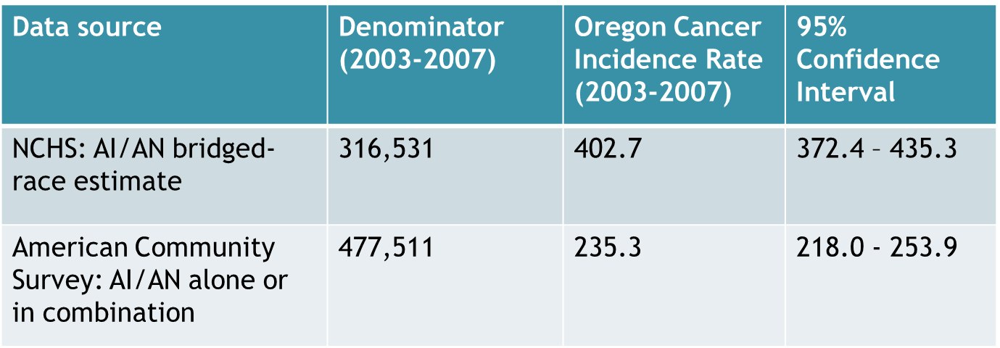 Data source
Denominator
(2003-2007)
Oregon Cancer
Incidence Rate
(2003-2007)
95%
Confidence
Interval
NCHS: AI/AN bridged-
race estimate
316,531
402.7
372.4 – 435.3
American Community
Survey: AI/AN alone or
in combination
477,511
235.3
218.0 - 253.9